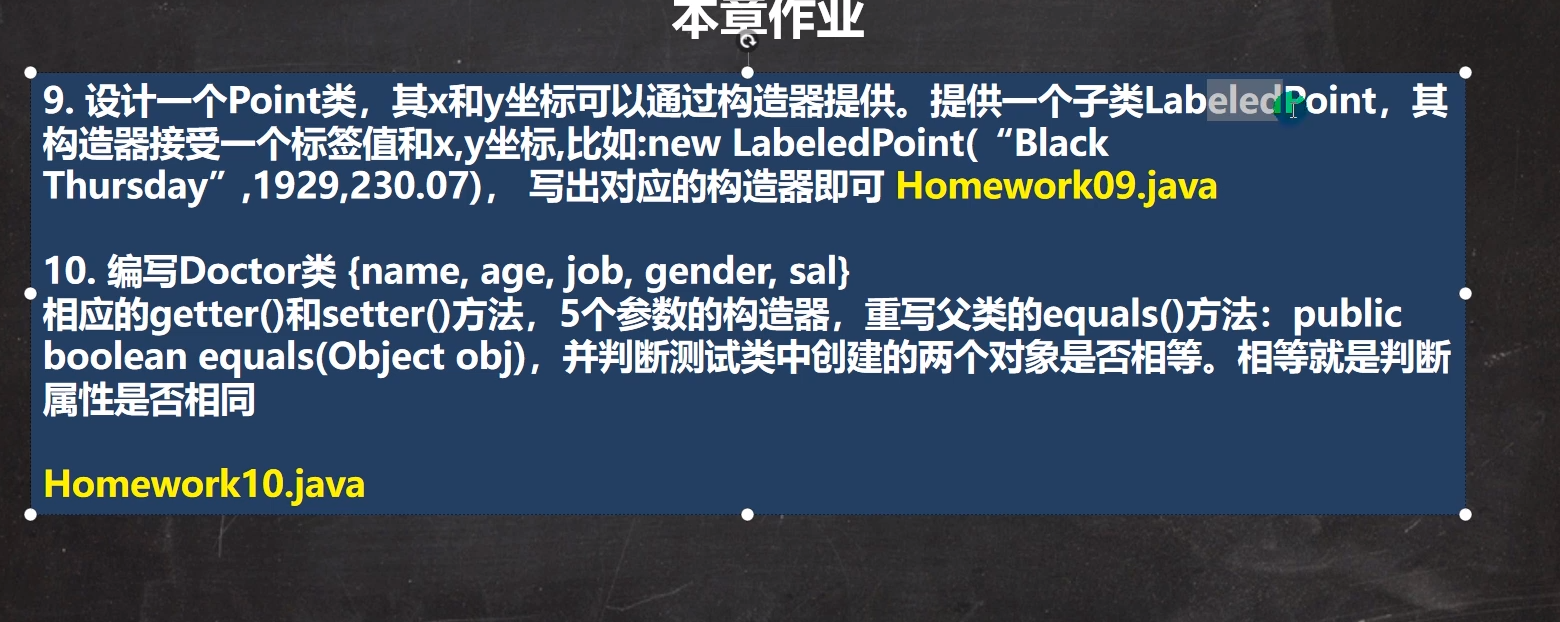 本章作业
9. 设计一个Point类，其x和y坐标可以通过构造器提供。提供一个子类LabeledPoint，其
构造器接受一个标签值和x,y坐标,比如:new LabeledPoint(“Black
Thursday”,1929,230.07)， 写出对应的构造器即可 Homework09.java
10. 编写Doctor类 {name, age, job, gender, sal}
相应的getter()和setter()方法，5个参数的构造器，重写父类的equals()方法：public
boolean equals(Object obj)，并判断测试类中创建的两个对象是否相等。相等就是判断
属性是否相同
Homework10.java